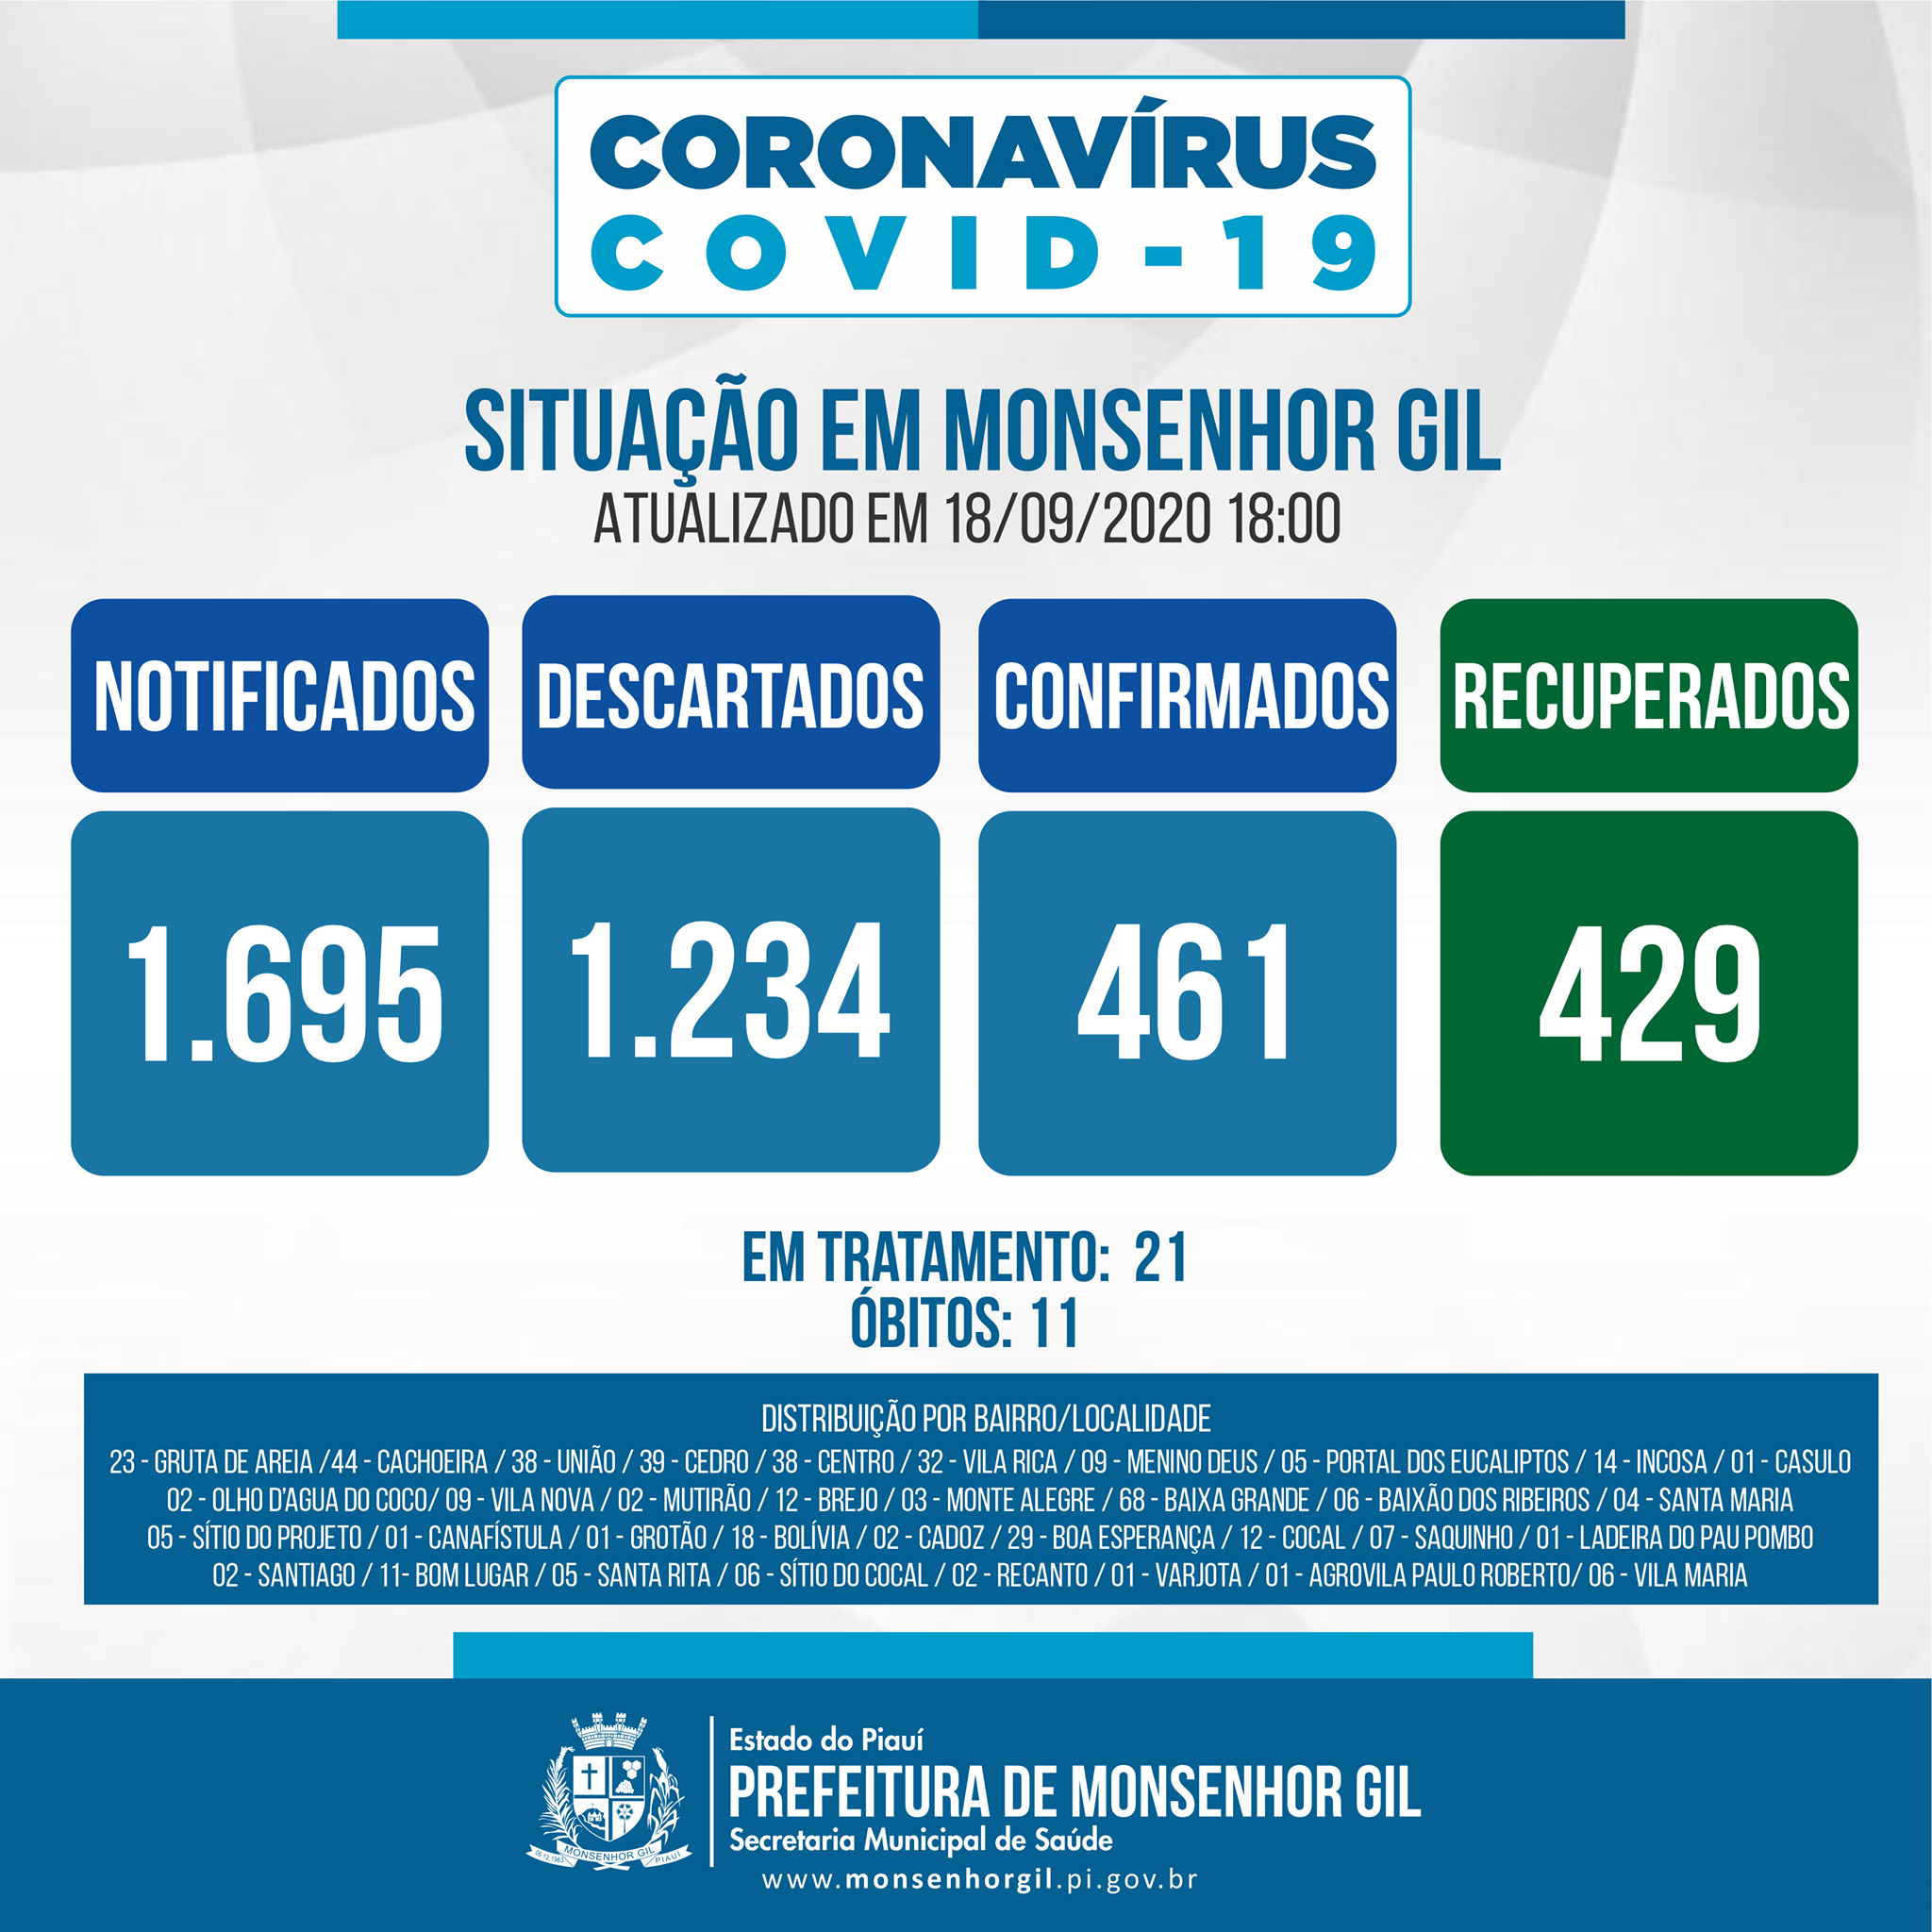 CORONAVÍRUS
COVID-19
SITUAÇÃO EM MONSENHOR GIL
ATUALIZADO EM 18/09/2020 18:00
NOTIFICADOS DESCARTADOS CONFIRMADOS RECUPERADOS
1.695 1.234 461 429
EM TRATAMENTO: 21
ÓBITOS: 11
DISTRIBUIÇÃO POR BAIRRO/LOCALIDADE
23 - GRUTA DE AREIA /44 - CACHOEIRA / 38 - UNIÃO / 39 - CEDRO / 38 - CENTRO / 32 - VILA RICA / 09 - MENINO DEUS / 05 - PORTAL DOS EUCALIPTOS / 14 - INCOSA / 01 - CASULO
02 - OLHO D'AGUA DO COCO/ 09 - VILA NOVA / 02 - MUTIRÃO / 12 - BREJO / 03 - MONTE ALEGRE / 68 - BAIXA GRANDE / 06 - BAIXÃO DOS RIBEIROS / 04 - SANTA MARIA
05 - SÍTIO DO PROJETO / 01 - CANAFÍSTULA / 01 - GROTÃO / 18 - BOLÍVIA / 02 - CADOZ / 29 - BOA ESPERANÇA / 12 - COCAL / 07 - SAQUINHO / 01 - LADEIRA DO PAU POMBO
02 - SANTIAGO / 11- BOM LUGAR / 05 - SANTA RITA / 06 - SÍTIO DO COCAL / 02 - RECANTO / 01 - VARJOTA / 01 - AGROVILA PAULO ROBERTO/ 06 - VILA MARIA
Estado do Piauí
PREFEITURA DE MONSENHOR GIL
Secretaria Municipal de Saúde
06.12.1963 MONSENHOR GIL PIAUÍ
www.monsenhorgil.pi.gov.br